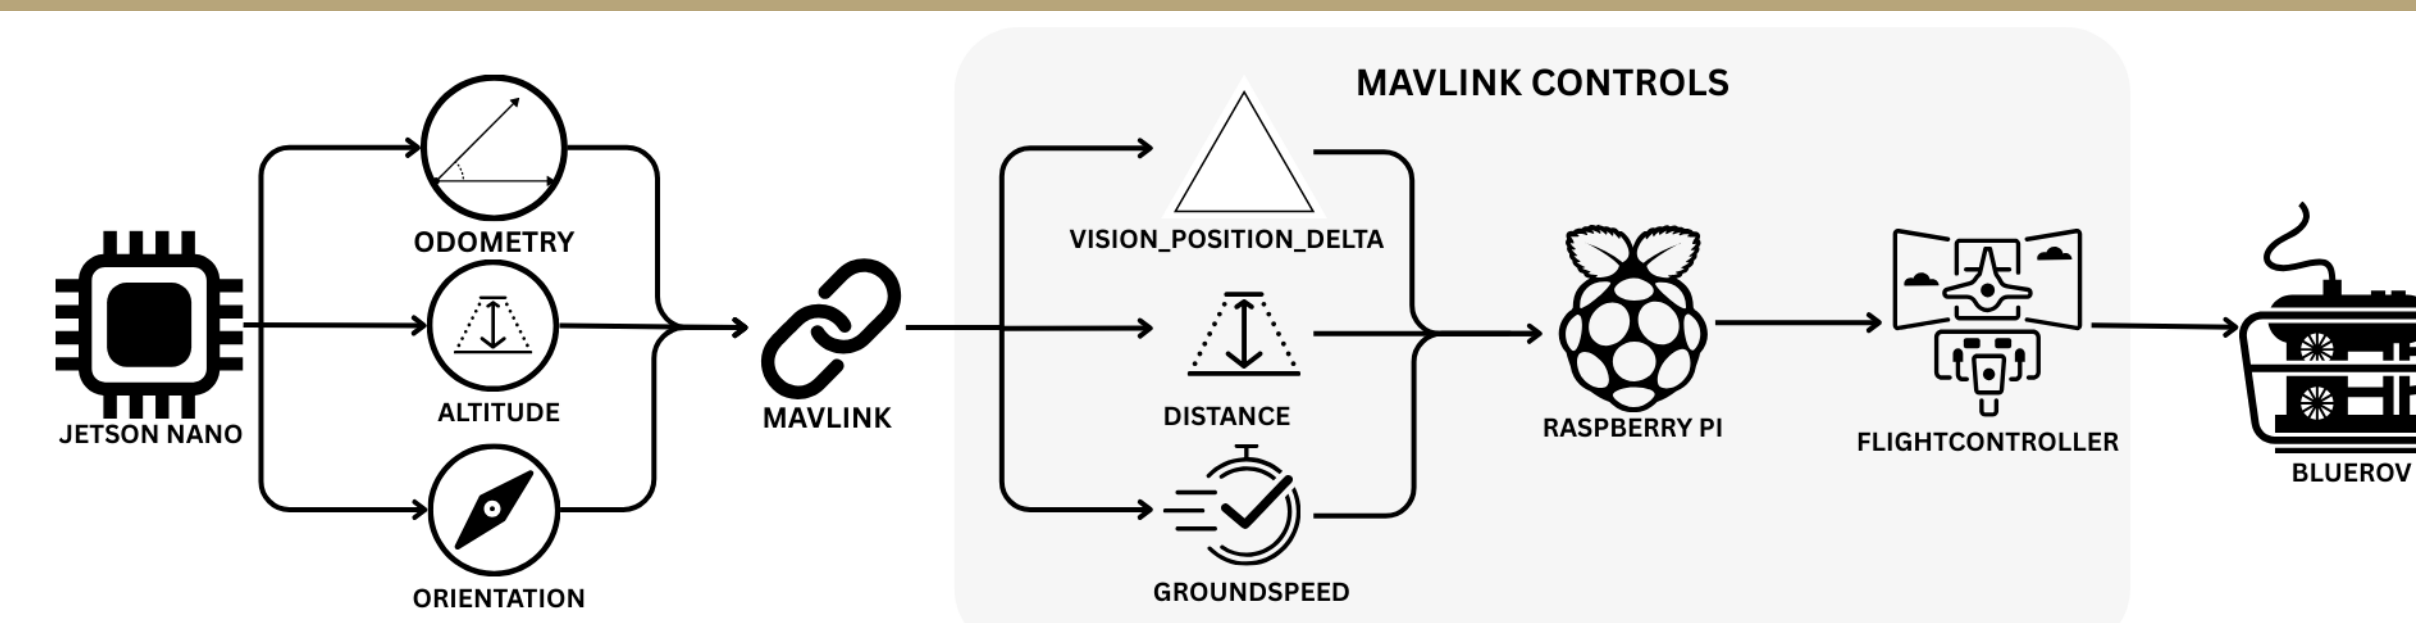 MAVLINK CONTROLS
ODOMETRY
VISION_POSITION_DELTA
ALTITUDE
DISTANCE
JETSON NANO
MAVLINK
RASPBERRY PI
FLIGHTCONTROLLER
BLUEROV
ORIENTATION
GROUNDSPEED